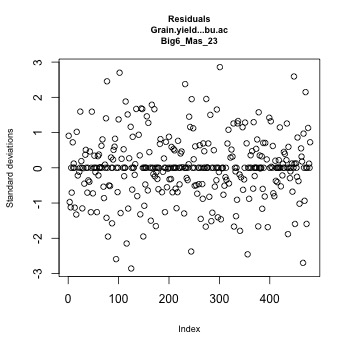 Residuals
Grain.yield...bu.ac
Big6_Mas_23
3
2
1
0
-1
-2
-3
Standard deviations
0
100
200
300
400
Index